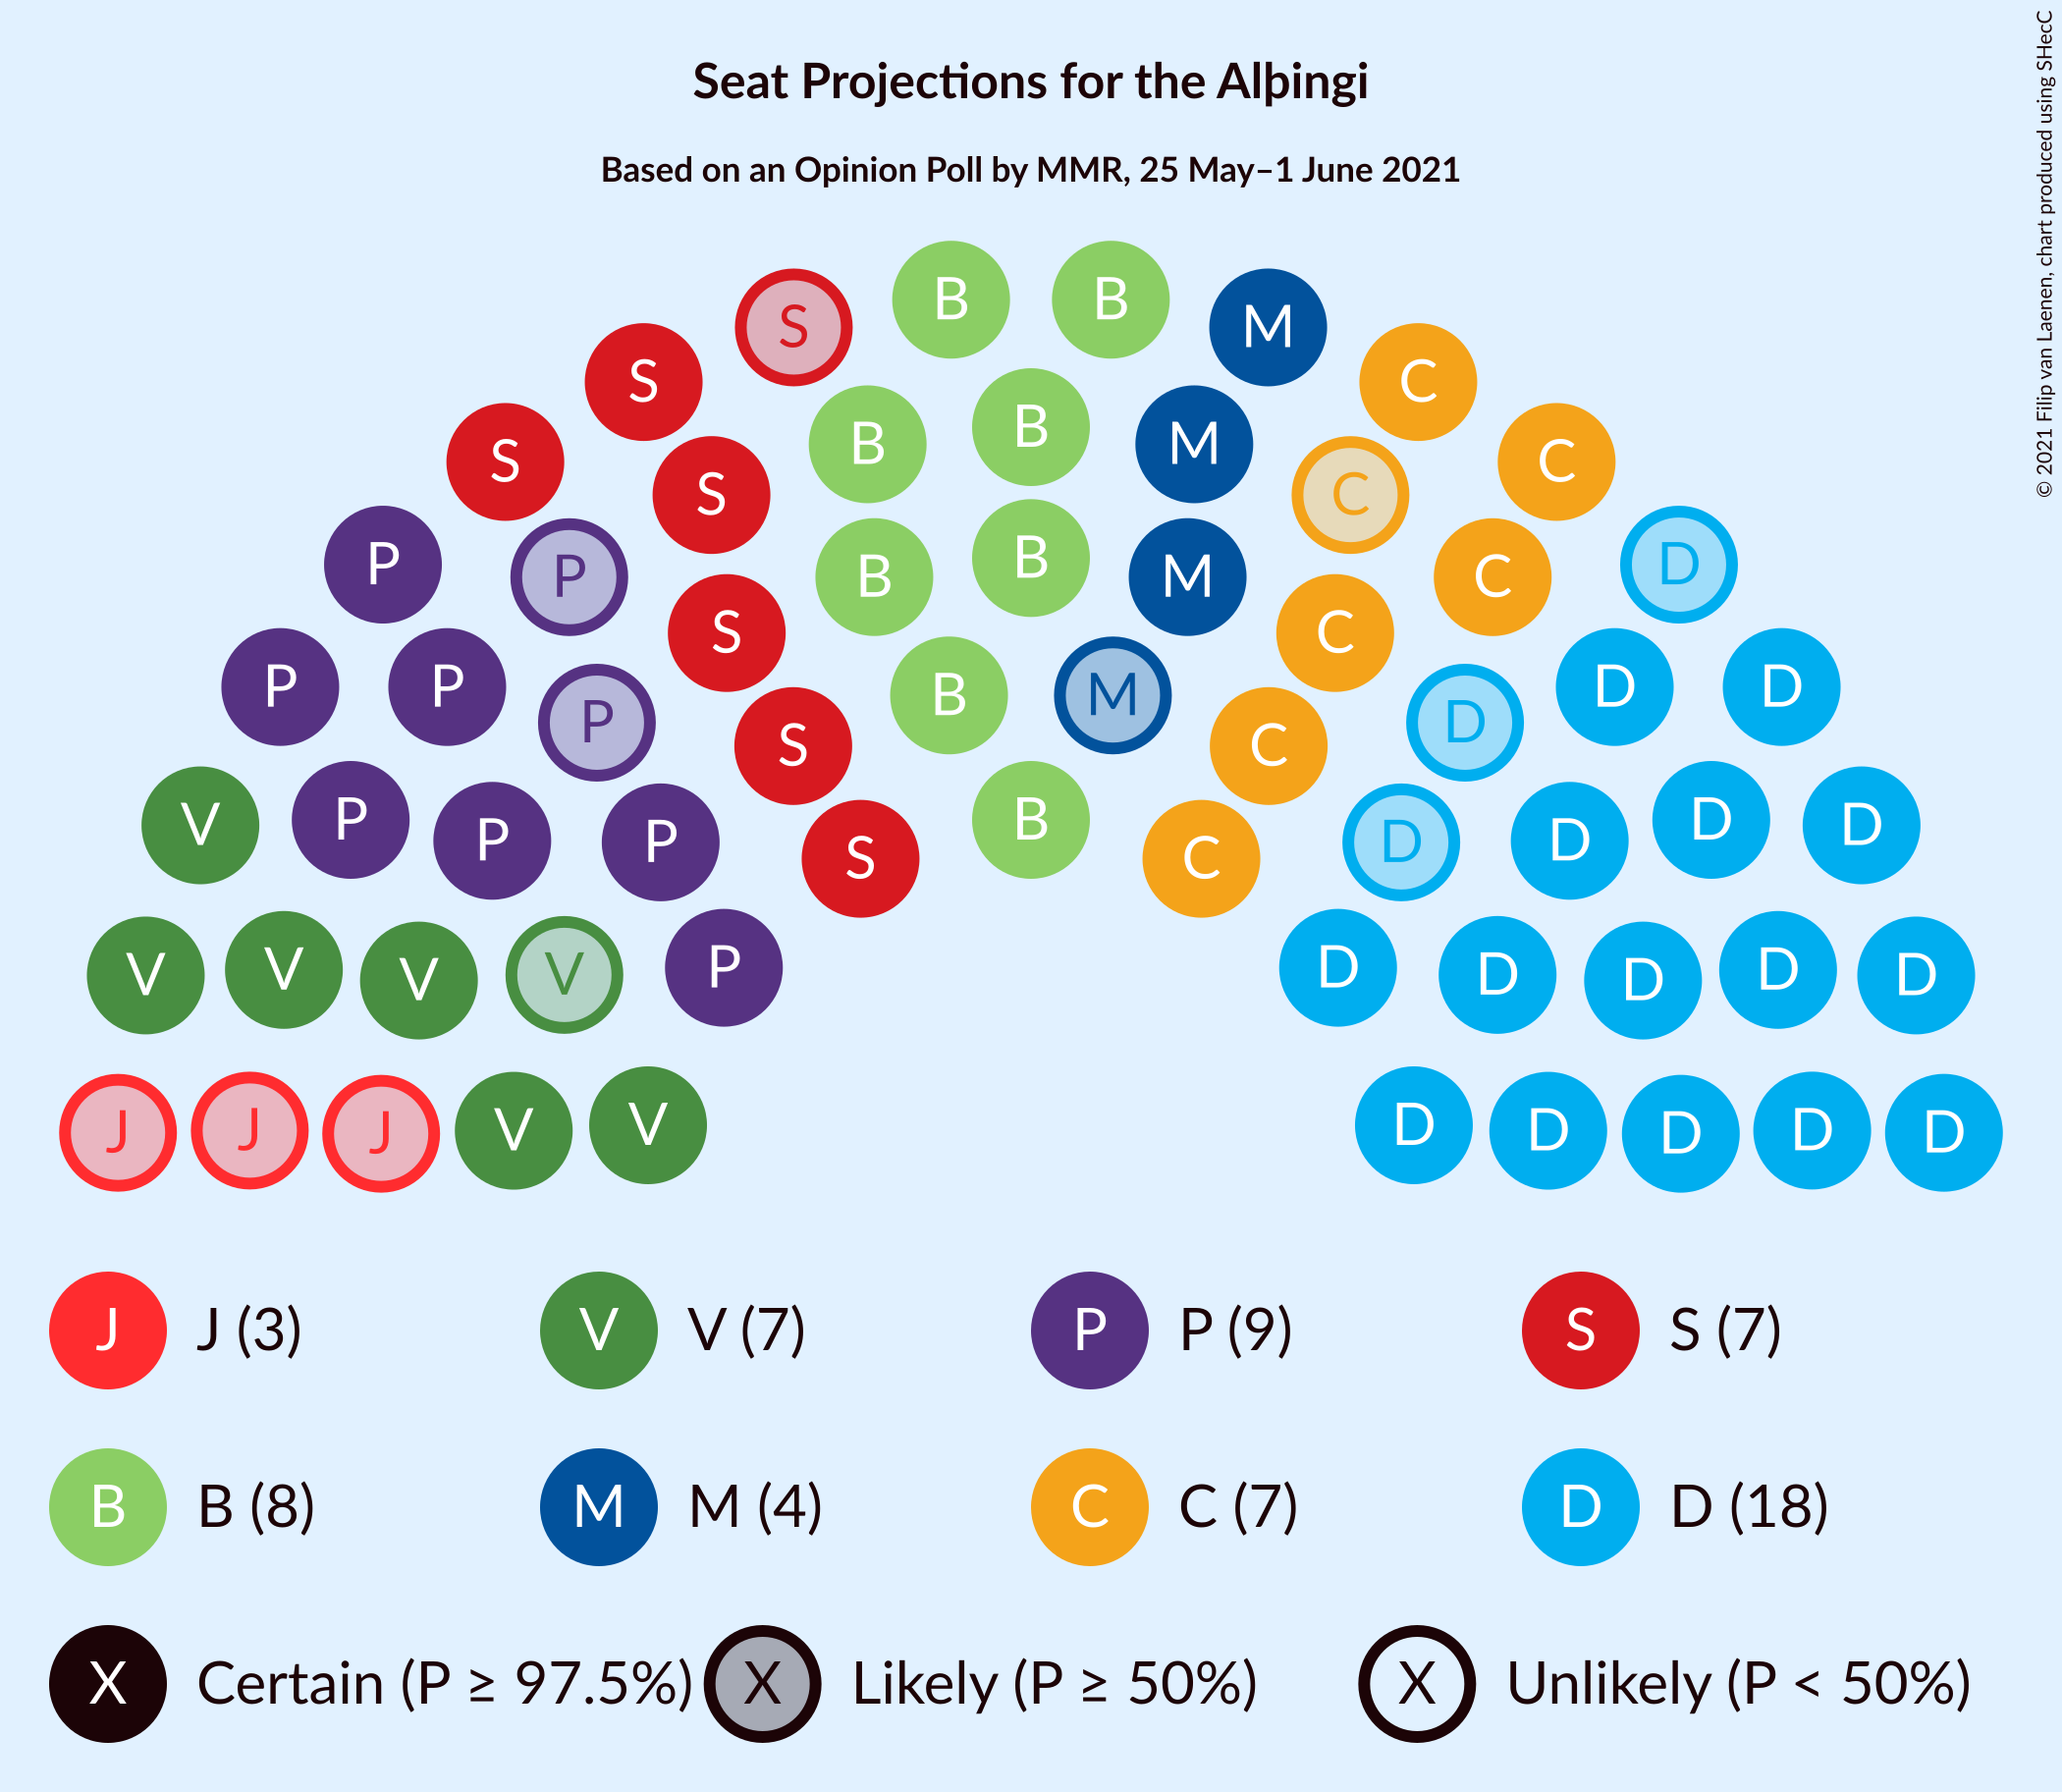 © 2021 Filip van Laenen, chart produced using SHecC
Seat Projections for the Alþingi
Based on an Opinion Poll by MMR, 25 May–1 June 2021
S B B M
S B B M C
S S C C
P P B B M C D
S C
P P P B M D D D
S C
V P P P S B C D D D D
V V V V P D D D D D
J J J V V D D D D D
J J (3) V V (7) P P (9) S S (7)
B B (8) M M (4) C C (7) D D (18)
X Certain (P ≥ 97.5%) X Likely (P ≥ 50%) X Unlikely (P < 50%)